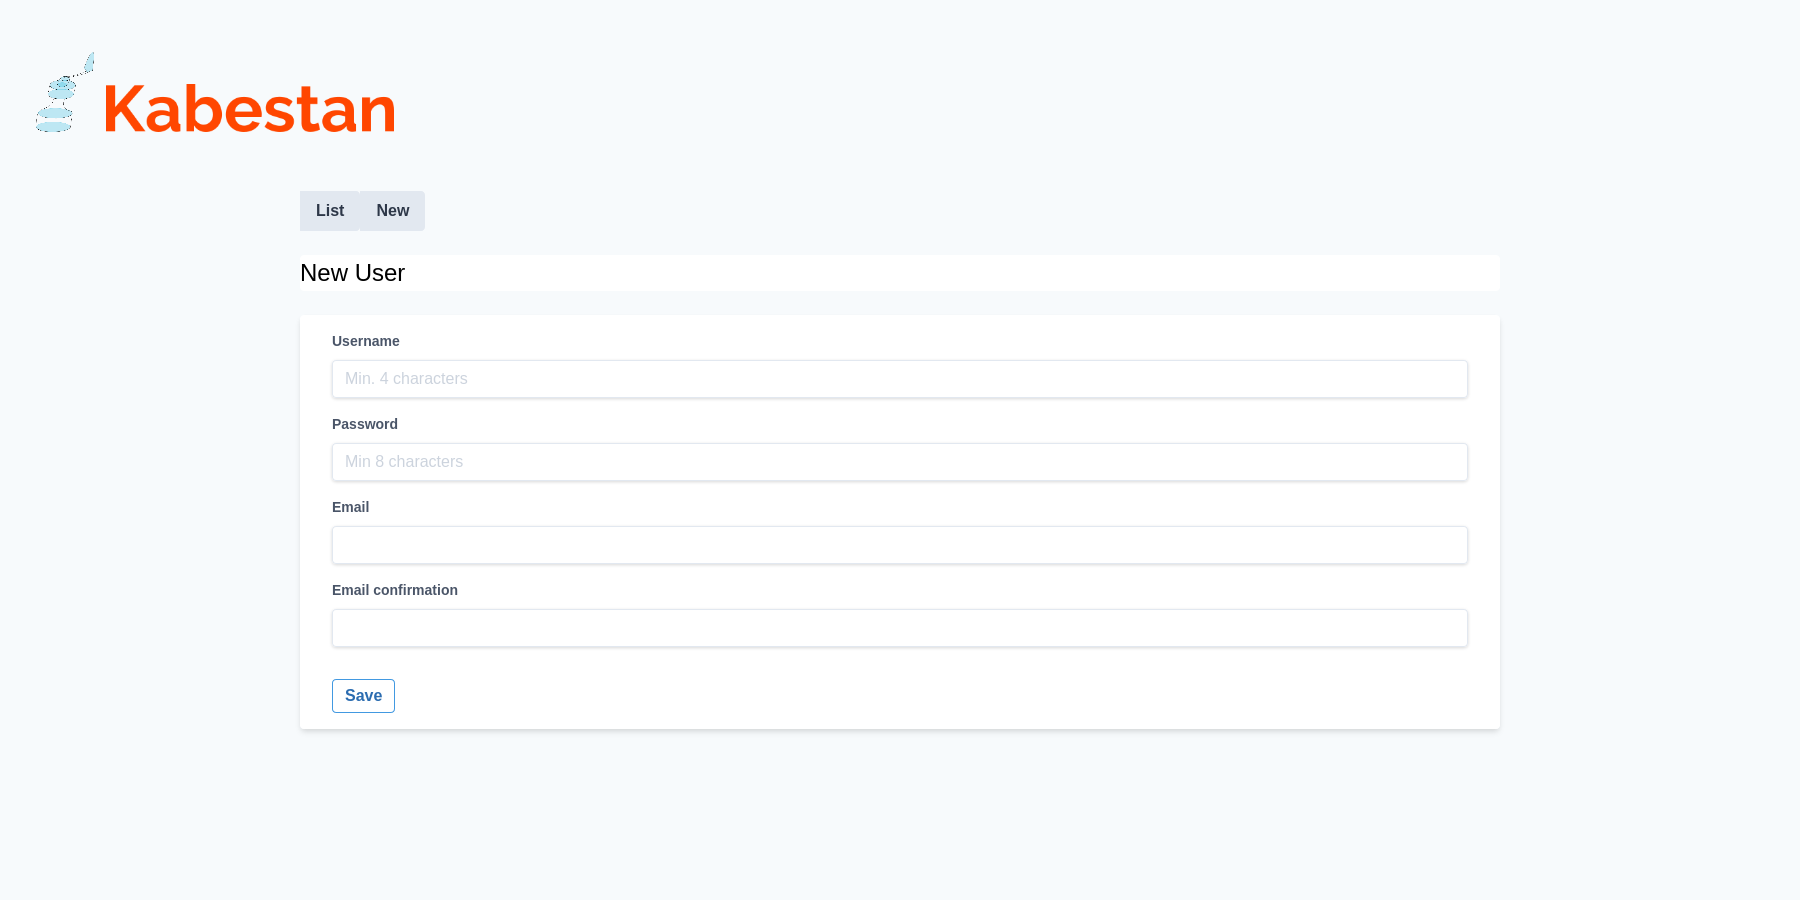 Kabestan
List New
New User
Username
Min. 4 characters
Password
Min 8 characters
Email
Email confirmation
Save